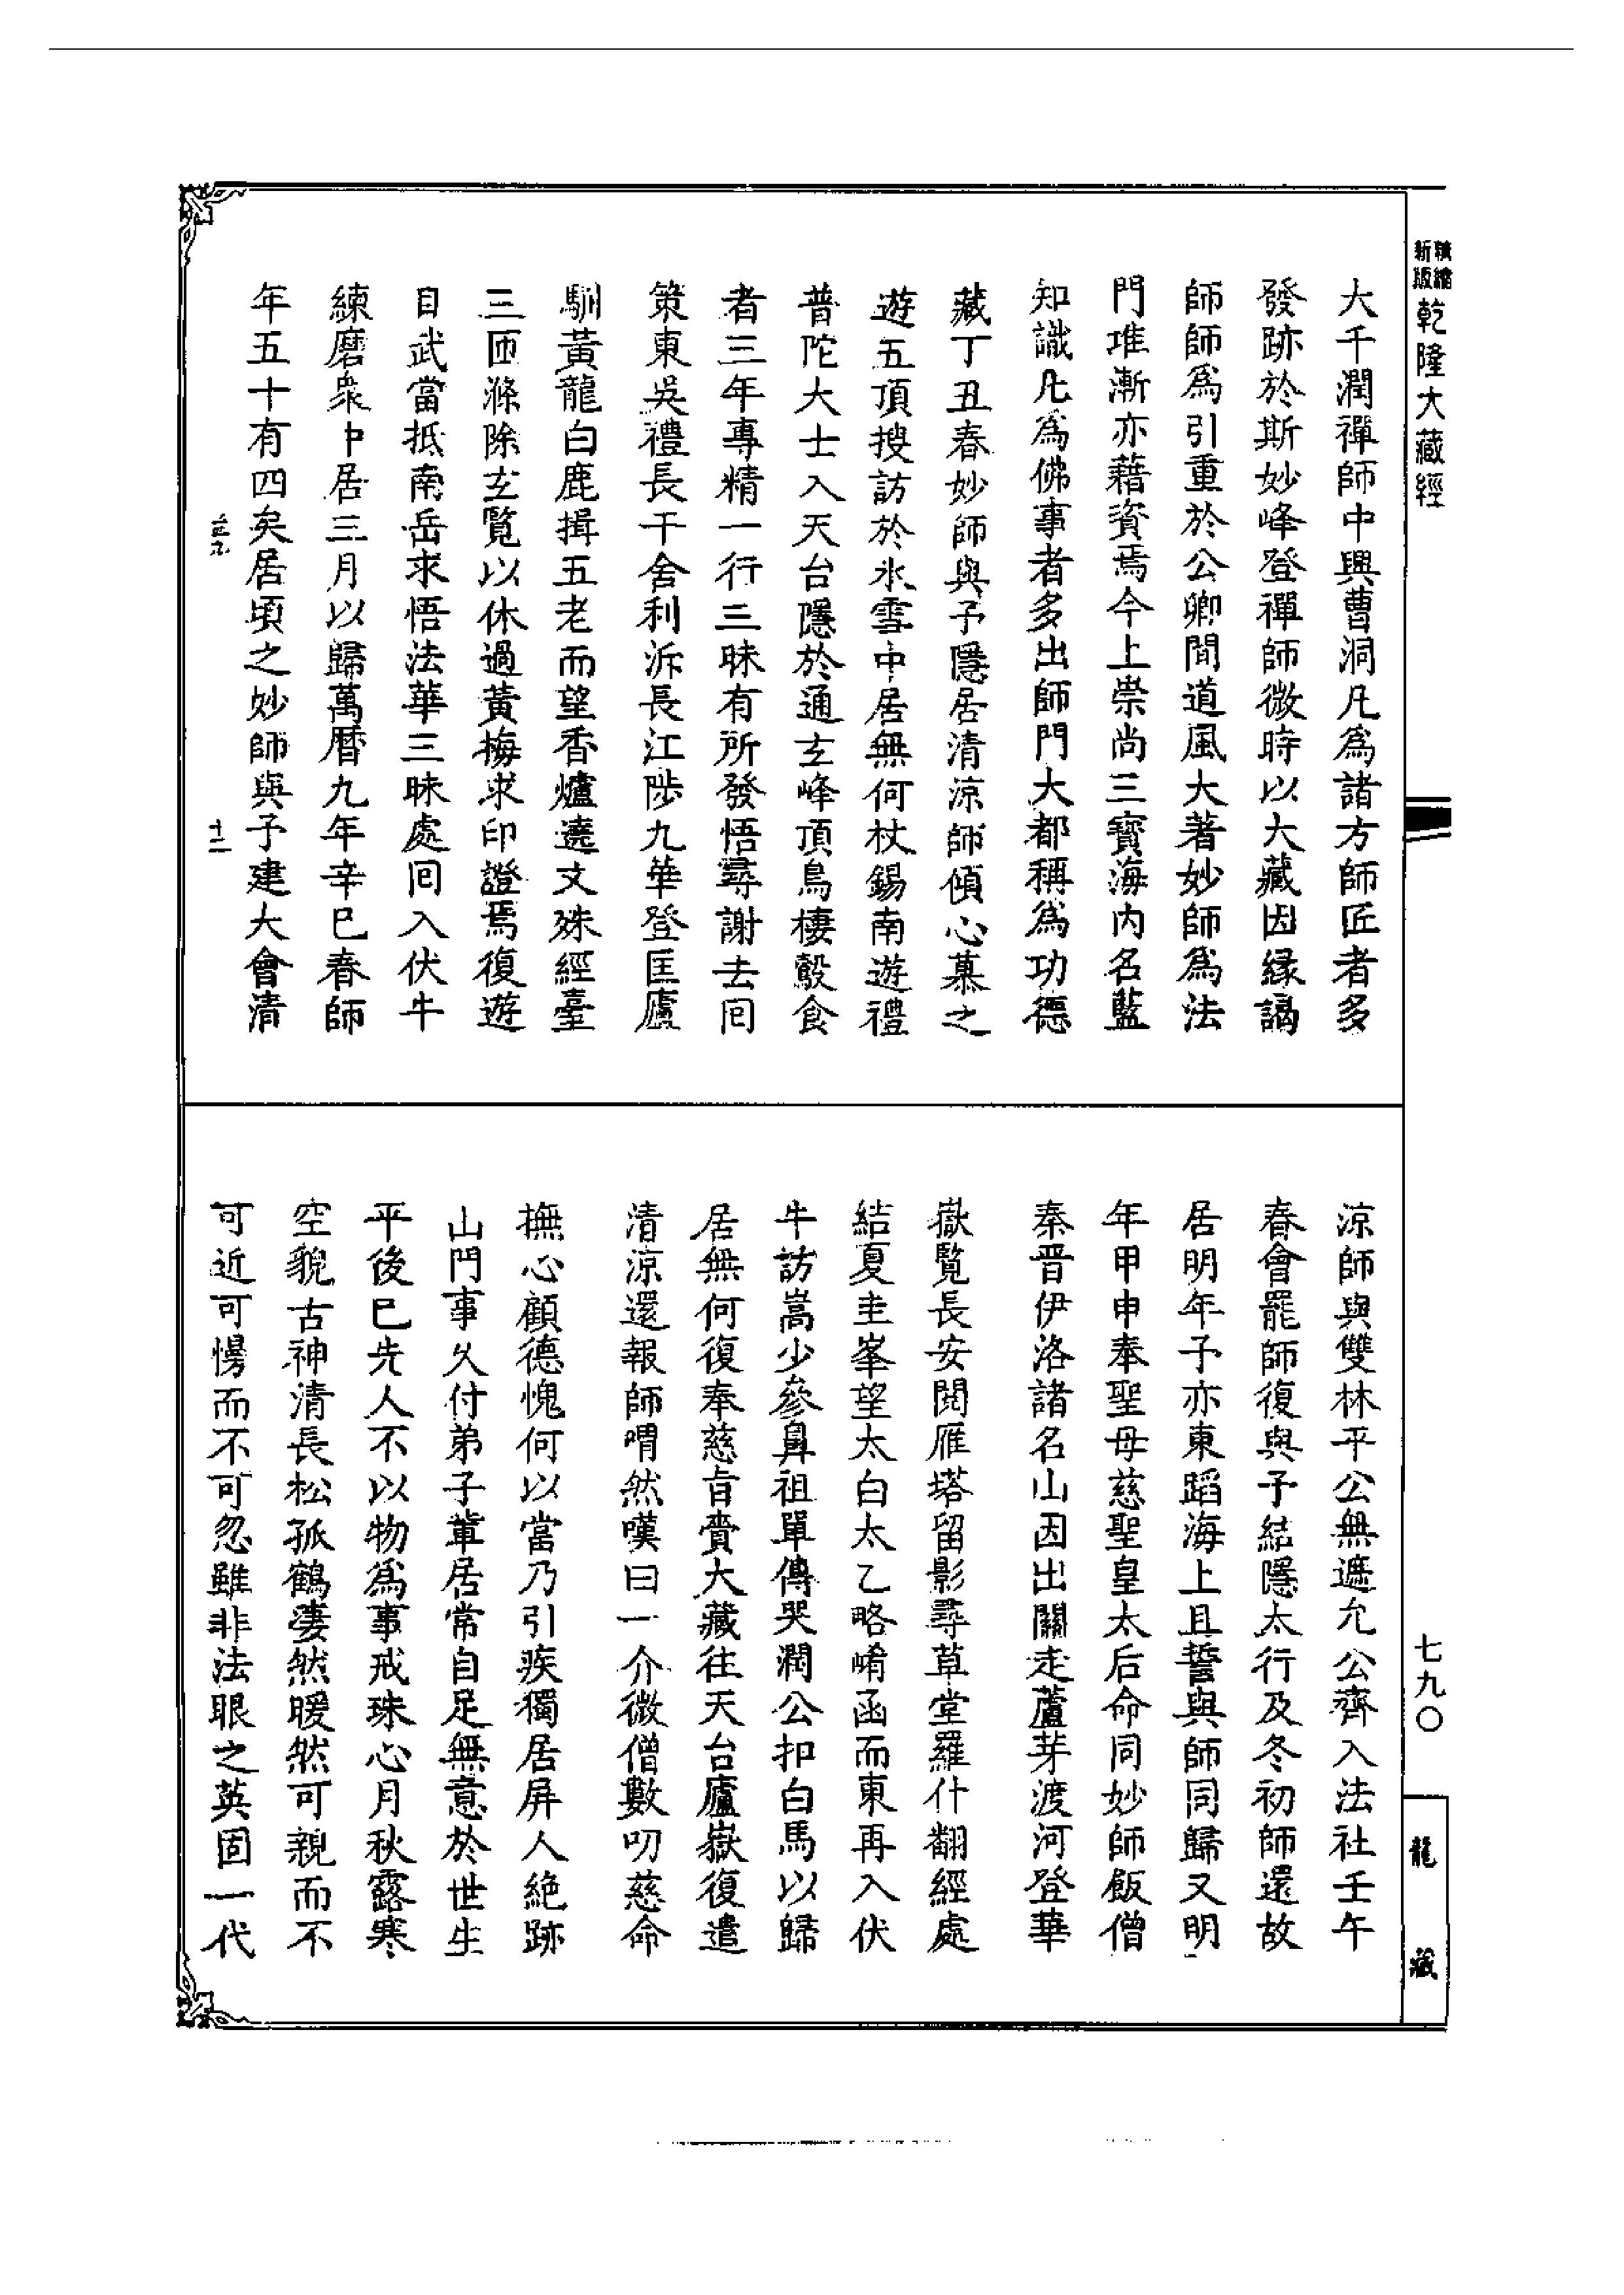 新版精縮乾隆大藏經
大千潤禪師中興曹洞凡為諸方師匠者多
發跡於斯妙峰登禪師微時以大藏因緣謁
師師為引重於公卿間道風大著妙師為法
門堆漸亦藉資焉今上崇尚三寶海內名藍
知識凡為佛事者多出師門大都稱為功德
藏丁丑春妙師與予隱居清涼師傾心慕之
遊五頂搜訪於氷雪中居無何杖錫南遊禮
普陀大士入天台隱於通玄峰頂鳥棲鷇食
者三年專精一行三昧有所發悟尋謝去回
策東吳禮長干舍利泝長江陟九華登匡廬
馴黃龍白鹿揖五老而望香爐遶文殊經臺
三匝滌除玄覧以休過黃梅求印證焉復遊
目武當抵南岳求悟法華三昧處回入伏牛
練磨衆中居三月以歸萬曆九年辛巳春師
年五十有四矣居頃之妙師與予建大會清
十二
涼師與雙林平公無遮允公齊入法社壬午
春會罷師復與予結隱太行及冬初師還故
居明年予亦東蹈海上且誓與師同歸又明
年甲申奉聖母慈聖皇太后命同妙師飯僧
秦晋伊洛諸名山因出關走蘆芽渡河登華
嶽覧長安閱雁塔留影尋草堂羅什翻經處
結夏圭峯望太白太乙略崤函而東再入伏
牛訪嵩少參鼻祖單傳哭潤公扣白馬以歸
居無何復奉慈旨賫大藏往天台廬嶽復遣
清涼還報師喟然嘆曰一介微僧數叨慈命
撫心顧德愧何以當乃引疾獨居屏人絶跡
山門事久付弟子輩居常自足無意於世生
平後已先人不以物為事戒珠心月秋露寒
空貌古神清長松孤鶴凄然暖然可親而不
可近可慢而不可忽雖非法眼之英固一代
七九〇
龍藏